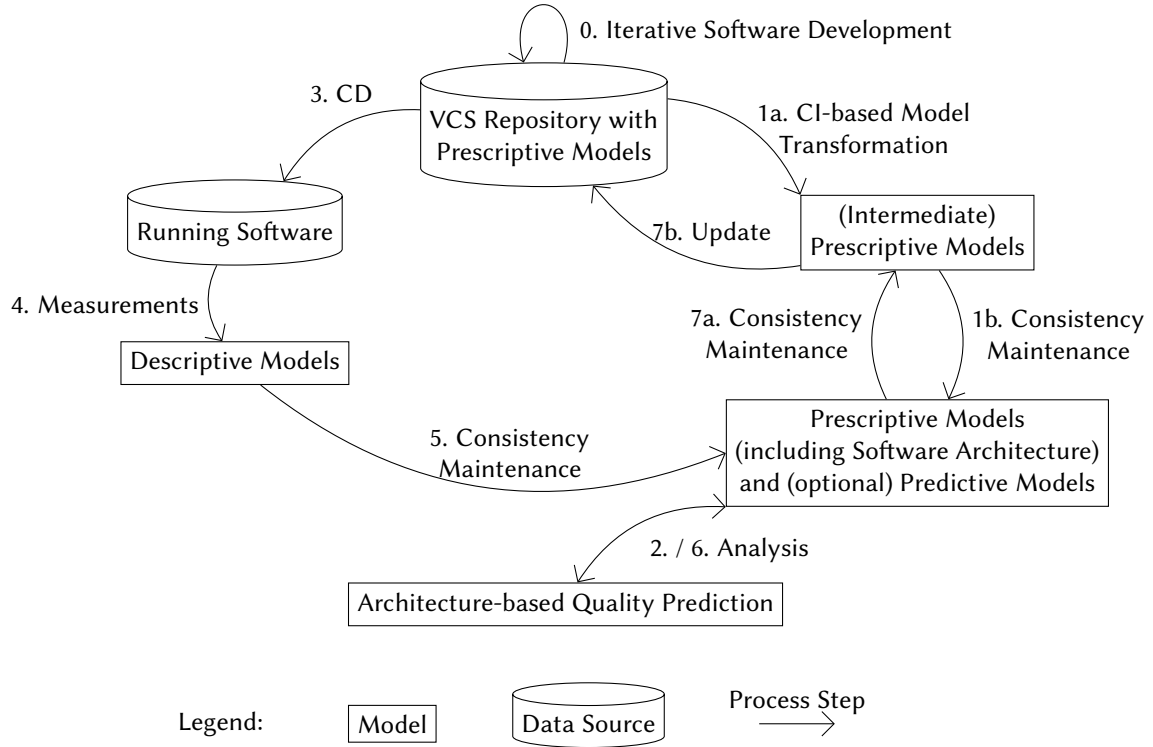 0. Iterative Software Development
3. CD
VCS Repository with
Prescriptive Models
1a. CI-based Model
Transformation
Running Software
7b. Update
(Intermediate)
Prescriptive Models
4. Measurements
7a. Consistency
Maintenance
1b. Consistency
Maintenance
Descriptive Models
5. Consistency
Maintenance
Prescriptive Models
(including Software Architecture)
and (optional) Predictive Models
2. / 6. Analysis
Architecture-based Quality Prediction
Legend:
Model
Data Source
Process Step